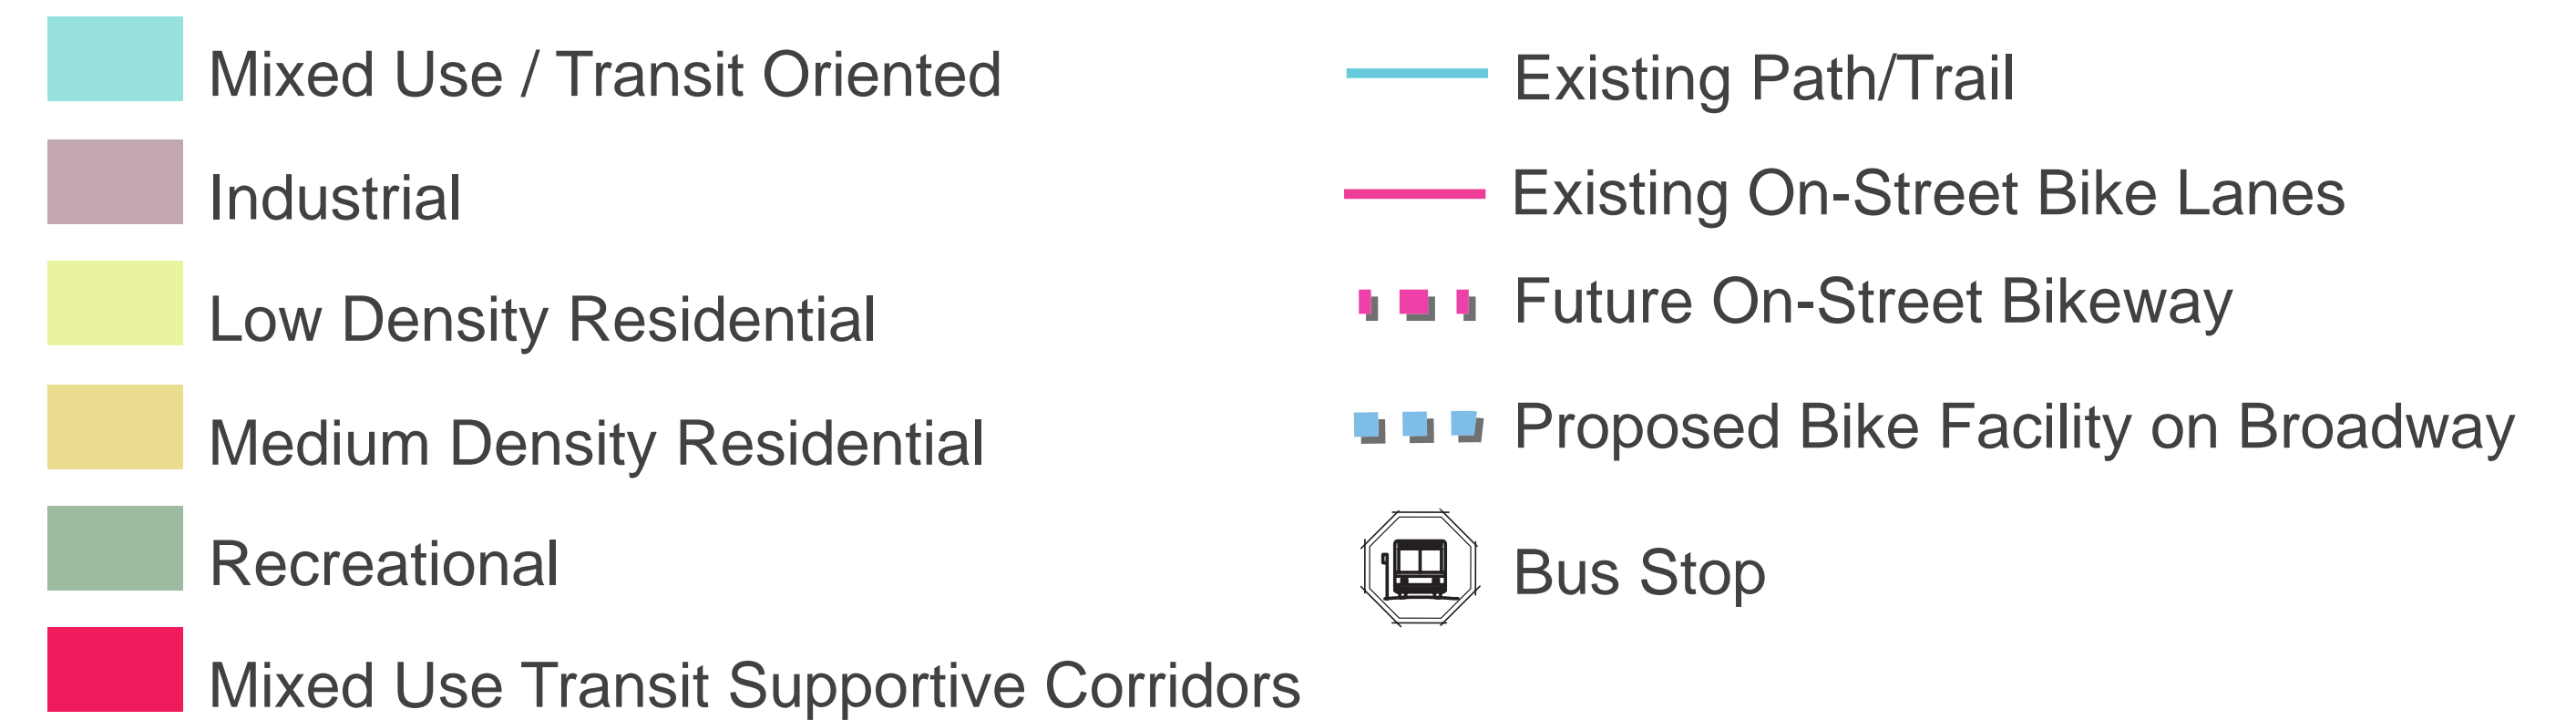 Mixed Use / Transit Oriented
Industrial
Low Density Residential
Medium Density Residential
Recreational
Mixed Use Transit Supportive Corridors
Existing Path/Trail
Existing On-Street Bike Lanes
Future On-Street Bikeway
Proposed Bike Facility on Broadway
Bus Stop